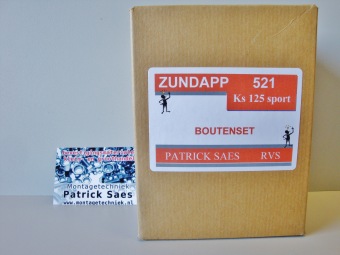 ZUNDAPP 521
Ks 125 sport
BOUTENSET
PATRICK SAES RVS
Montagetechniek
Patrick Saes
www.montagetechniek.nl